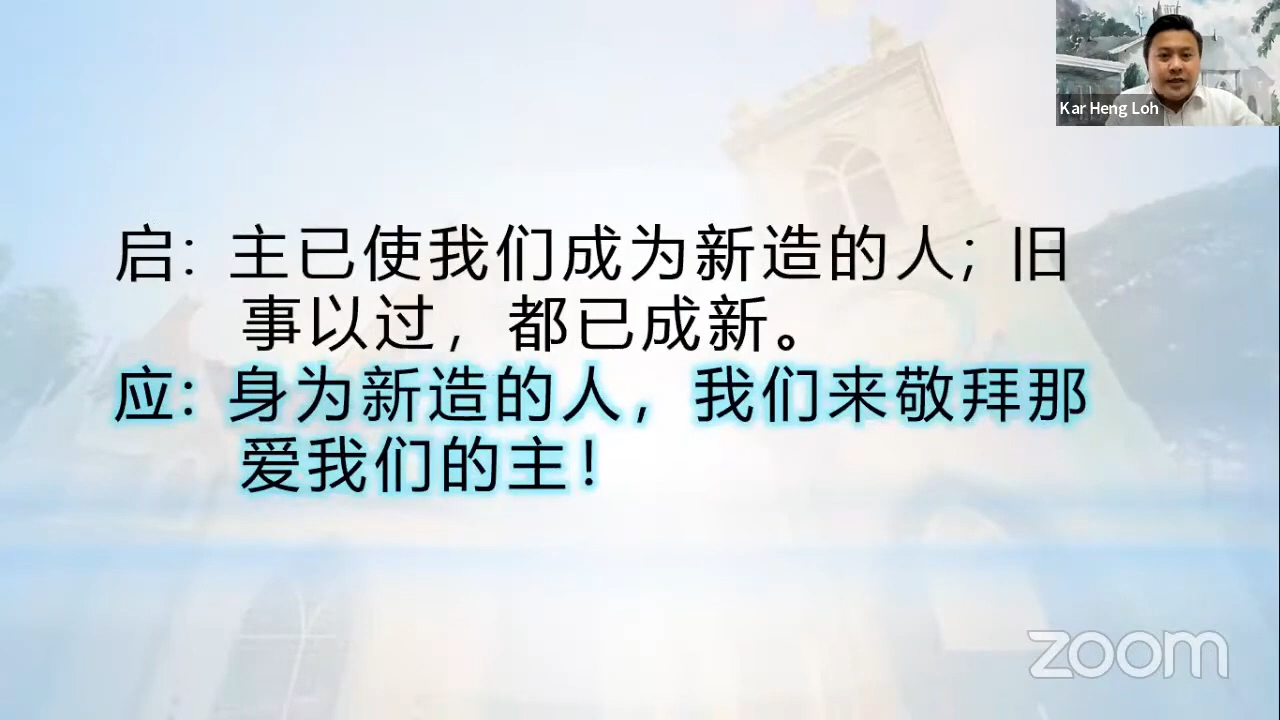 Kar Heng Loh
启: 主已使我们成为新造的人; 旧
事以过, 都已成新。
应: 身为新造的人, 我们来敬拜那
爱我们的主!
zoom